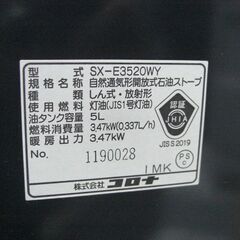 型 式 SX-E3520WY
規格名称 自然通気形開放式石油ストーブ
種 類 しん式・放射形
使用燃料 灯油(JIS1号灯油)
油タンク容量 5L
燃料消費量 3.47kW(0.337L/h)
暖房出力 3.47kW
No. 1190028
1MK
株式会社 コロナ
認証
JHIA
JIS S 2019
PS
C